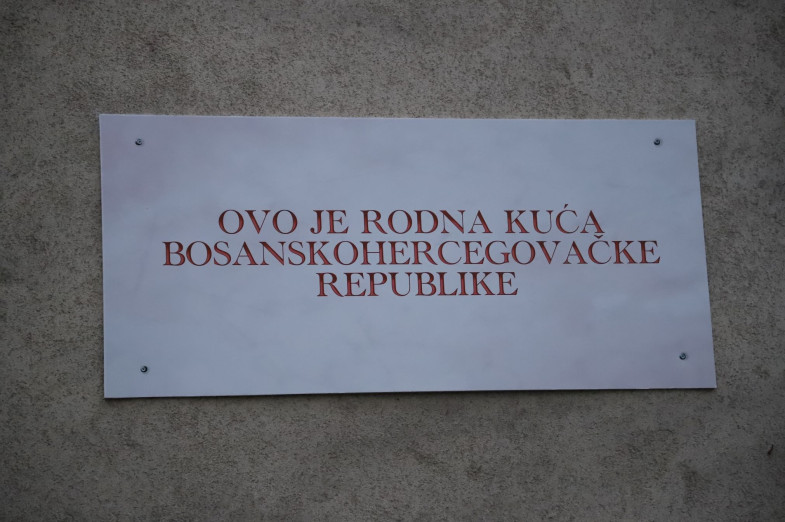 OVO JE RODNA KUĆA
BOSANSKOHERCEGOVAČKE
REPUBLIKE